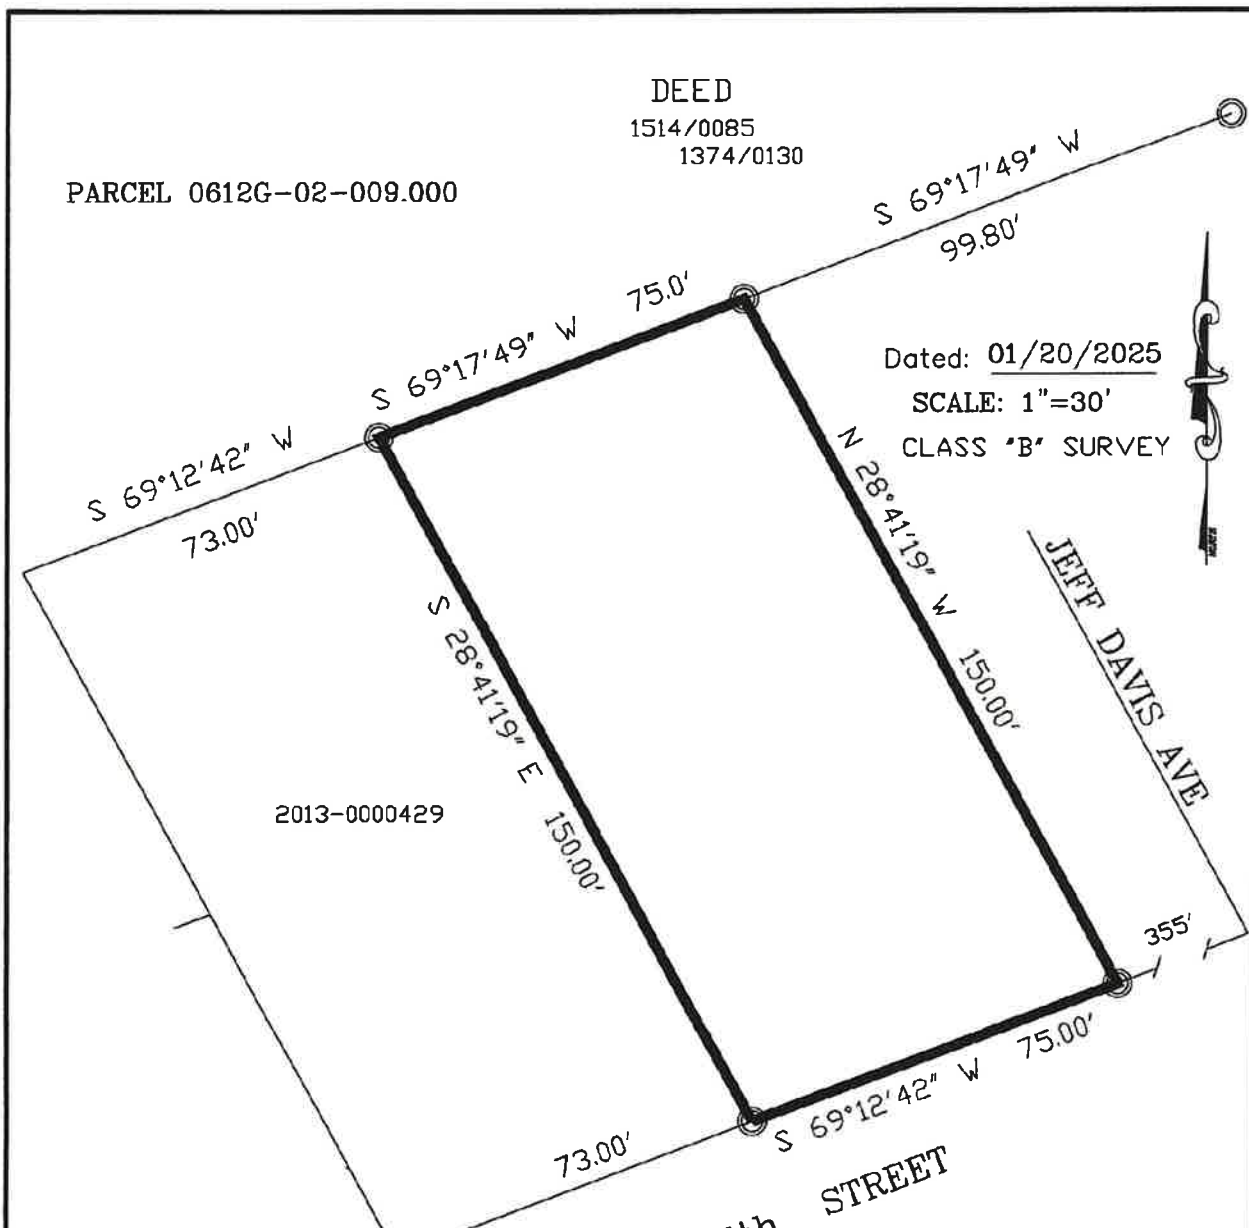 DEED
1514/0085
1374/0130
PARCEL 0612G-02-009.000
S 69°17'49" W
99.80'
75.0'
S 69°17'49" W
Dated: 01/20/2025
SCALE: 1"=30'
CLASS "B" SURVEY
S 69°12'42" W
73.00'
N 28°41'19" W 150.00'
JEFF DAVIS AVE
S 28°41'19" E 150.00'
2013-0000429
355'
75.00'
S 69°12'42" W
73.00'
th STREET